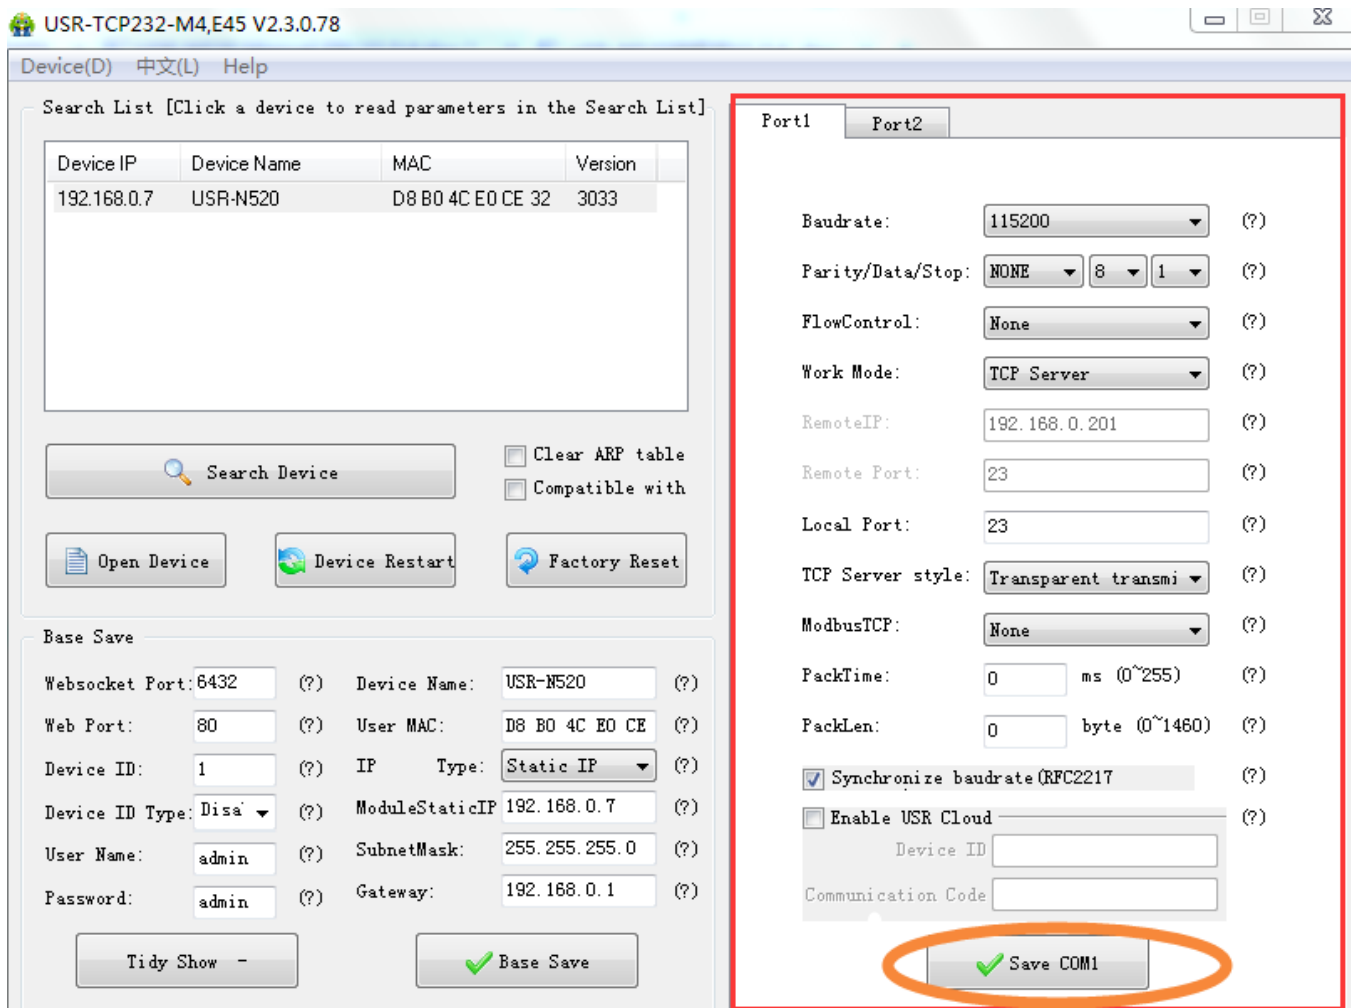 USR-TCP232-M4,E45 V2.3.0.78
Device(D) 中文(L) Help
Search List [Click a device to read parameters in the Search List]
Device IP Device Name MAC Version
192.168.0.7 USR-N520 D8 B0 4C E0 CE 32 3033
Search Device
Clear ARP table
Compatible with
Open Device Device Restart Factory Reset
Base Save
Websocket Port: 6432 (?) Device Name: USR-N520 (?)
Web Port: 80 (?) User MAC: D8 B0 4C E0 CE (?)
Device ID: 1 (?) IP Type: Static IP (?)
Device ID Type: Disa (?) ModuleStaticIP 192.168.0.7 (?)
User Name: admin (?) SubnetMask: 255.255.255.0 (?)
Password: admin (?) Gateway: 192.168.0.1 (?)
Tidy Show - Base Save
Port1 Port2
Baudrate: 115200 (?)
Parity/Data/Stop: NONE 8 1 (?)
FlowControl: None (?)
Work Mode: TCP Server (?)
RemoteIP: 192.168.0.201 (?)
Remote Port: 23 (?)
Local Port: 23 (?)
TCP Server style: Transparent transmi (?)
ModbusTCP: None (?)
PackTime: 0 ms (0~255) (?)
PackLen: 0 byte (0~1460) (?)
Synchronize baudrate(RFC2217 (?)
Enable USR Cloud (?)
Device ID
Communication Code
Save COM1